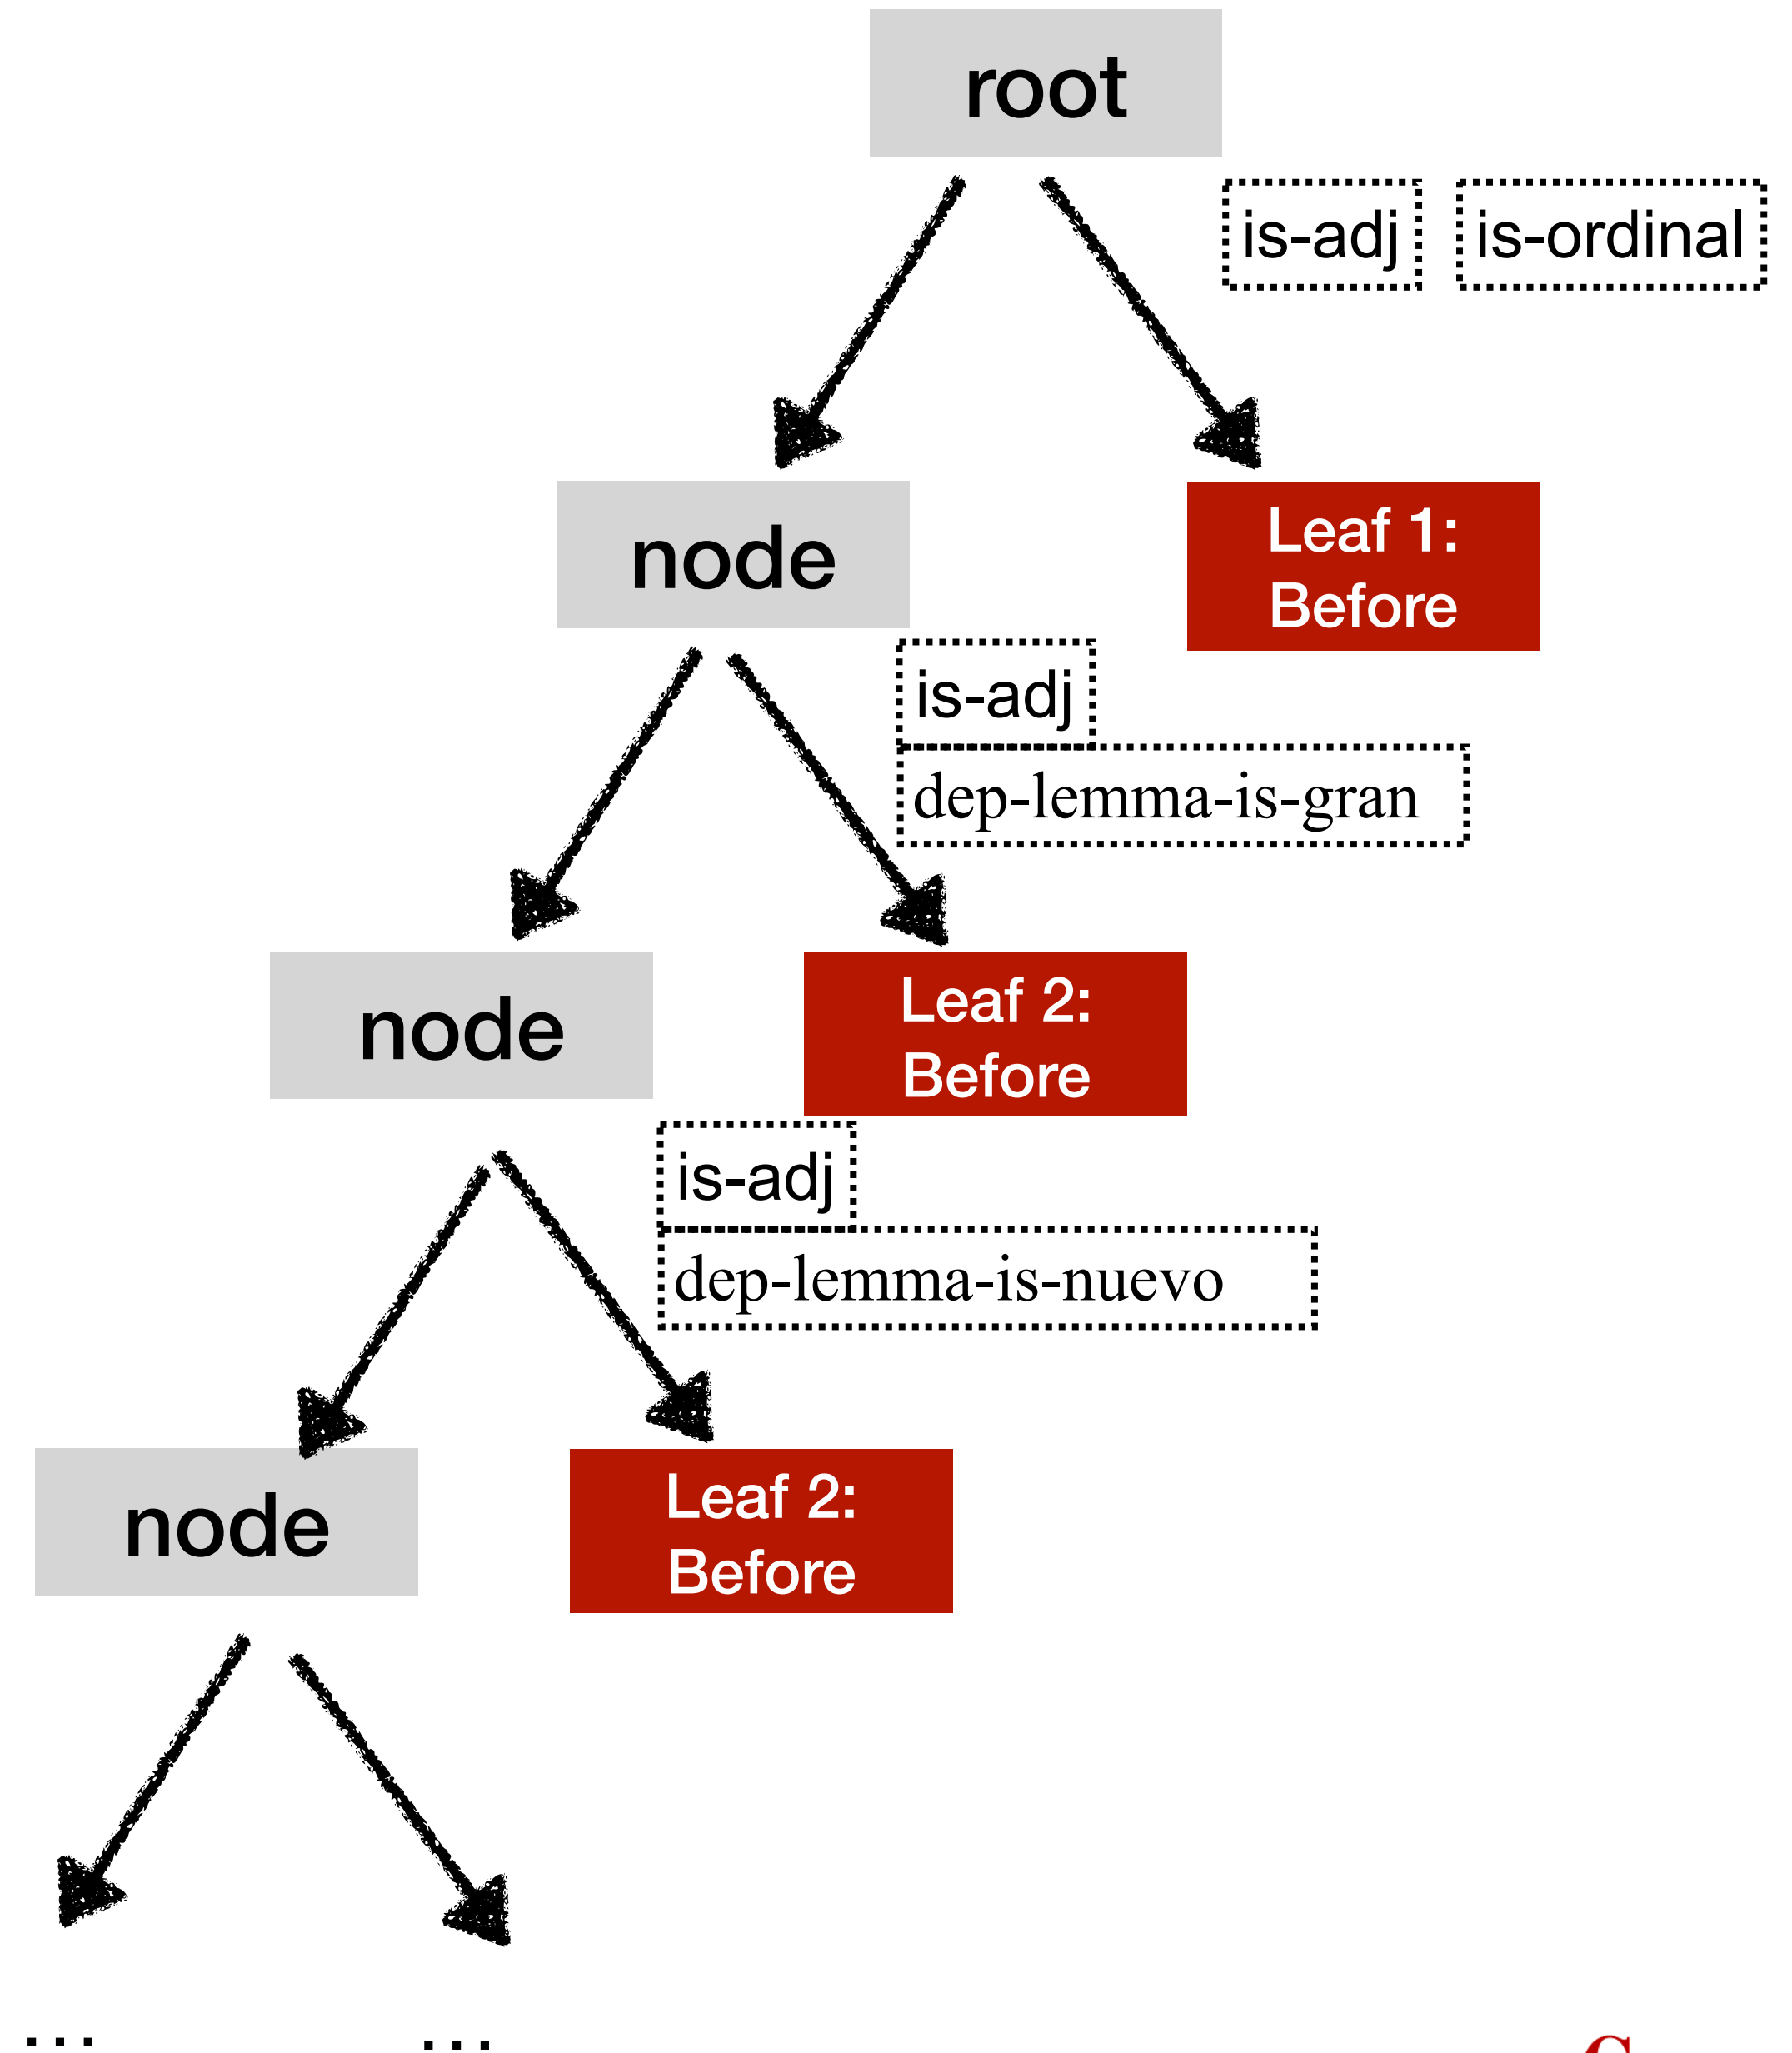 root
is-adj
is-ordinal
node
Leaf 1:
Before
is-adj
dep-lemma-is-gran
node
Leaf 2:
Before
is-adj
dep-lemma-is-nuevo
node
Leaf 2:
Before
...
...